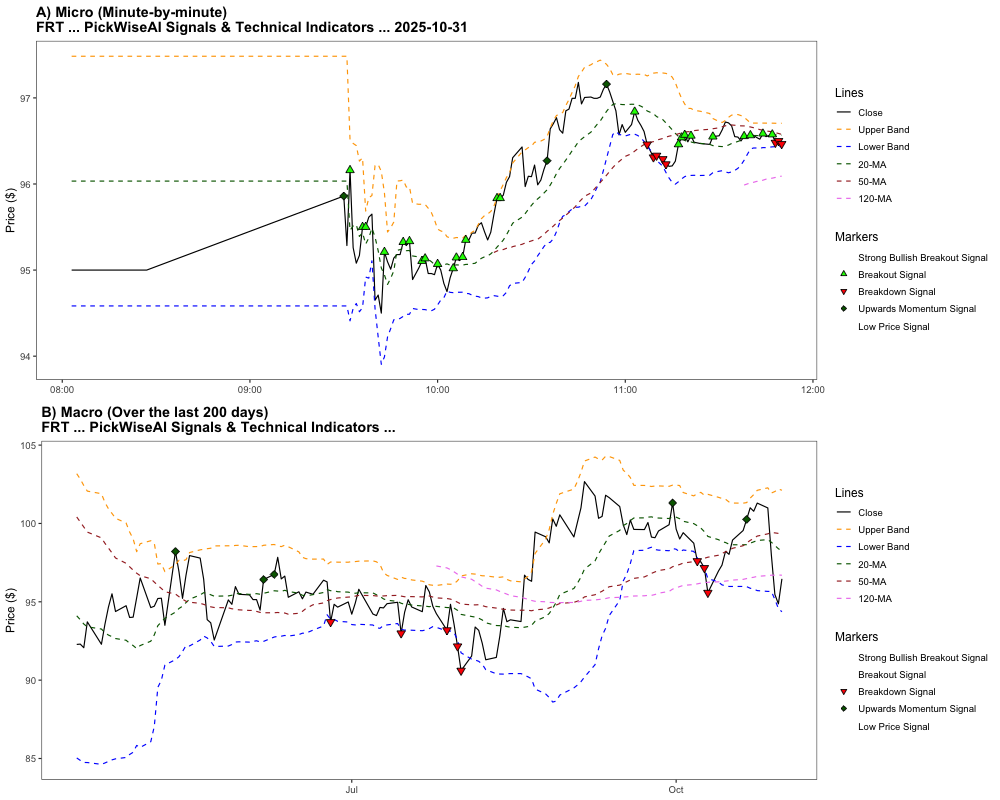 A) Micro (Minute-by-minute)
FRT ... PickWiseAI Signals & Technical Indicators ... 2025-10-31
Price ($)
97
96
95
94
08:00
09:00
10:00
11:00
12:00
Lines
Close
Upper Band
Lower Band
20-MA
50-MA
120-MA
Markers
Strong Bullish Breakout Signal
Breakout Signal
Breakdown Signal
Upwards Momentum Signal
Low Price Signal
B) Macro (Over the last 200 days)
FRT ... PickWiseAI Signals & Technical Indicators ...
Price ($)
105
100
95
90
85
Jul
Oct
Lines
Close
Upper Band
Lower Band
20-MA
50-MA
120-MA
Markers
Strong Bullish Breakout Signal
Breakout Signal
Breakdown Signal
Upwards Momentum Signal
Low Price Signal